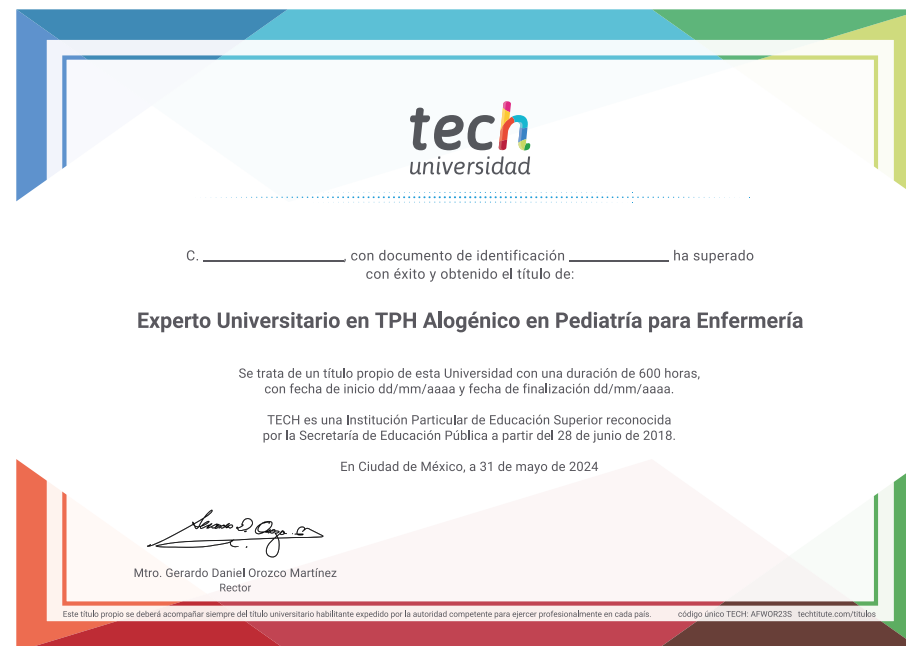 tech
universidad
C. ____________, con documento de identificación ____________ ha superado
con éxito y obtenido el título de:
Experto Universitario en TPH Alogénico en Pediatría para Enfermería
Se trata de un título propio de esta Universidad con una duración de 600 horas,
con fecha de inicio dd/mm/aaaa y fecha de finalización dd/mm/aaaa.
TECH es una Institución Particular de Educación Superior reconocida
por la Secretaría de Educación Pública a partir del 28 de junio de 2018.
En Ciudad de México, a 31 de mayo de 2024
Mtro. Gerardo Daniel Orozco Martínez
Rector
Este título propio se deberá acompañar siempre del título universitario habilitante expedido por la autoridad competente para ejercer profesionalmente en cada país. código único TECH: AFWOR23S techtitute.com/titulos